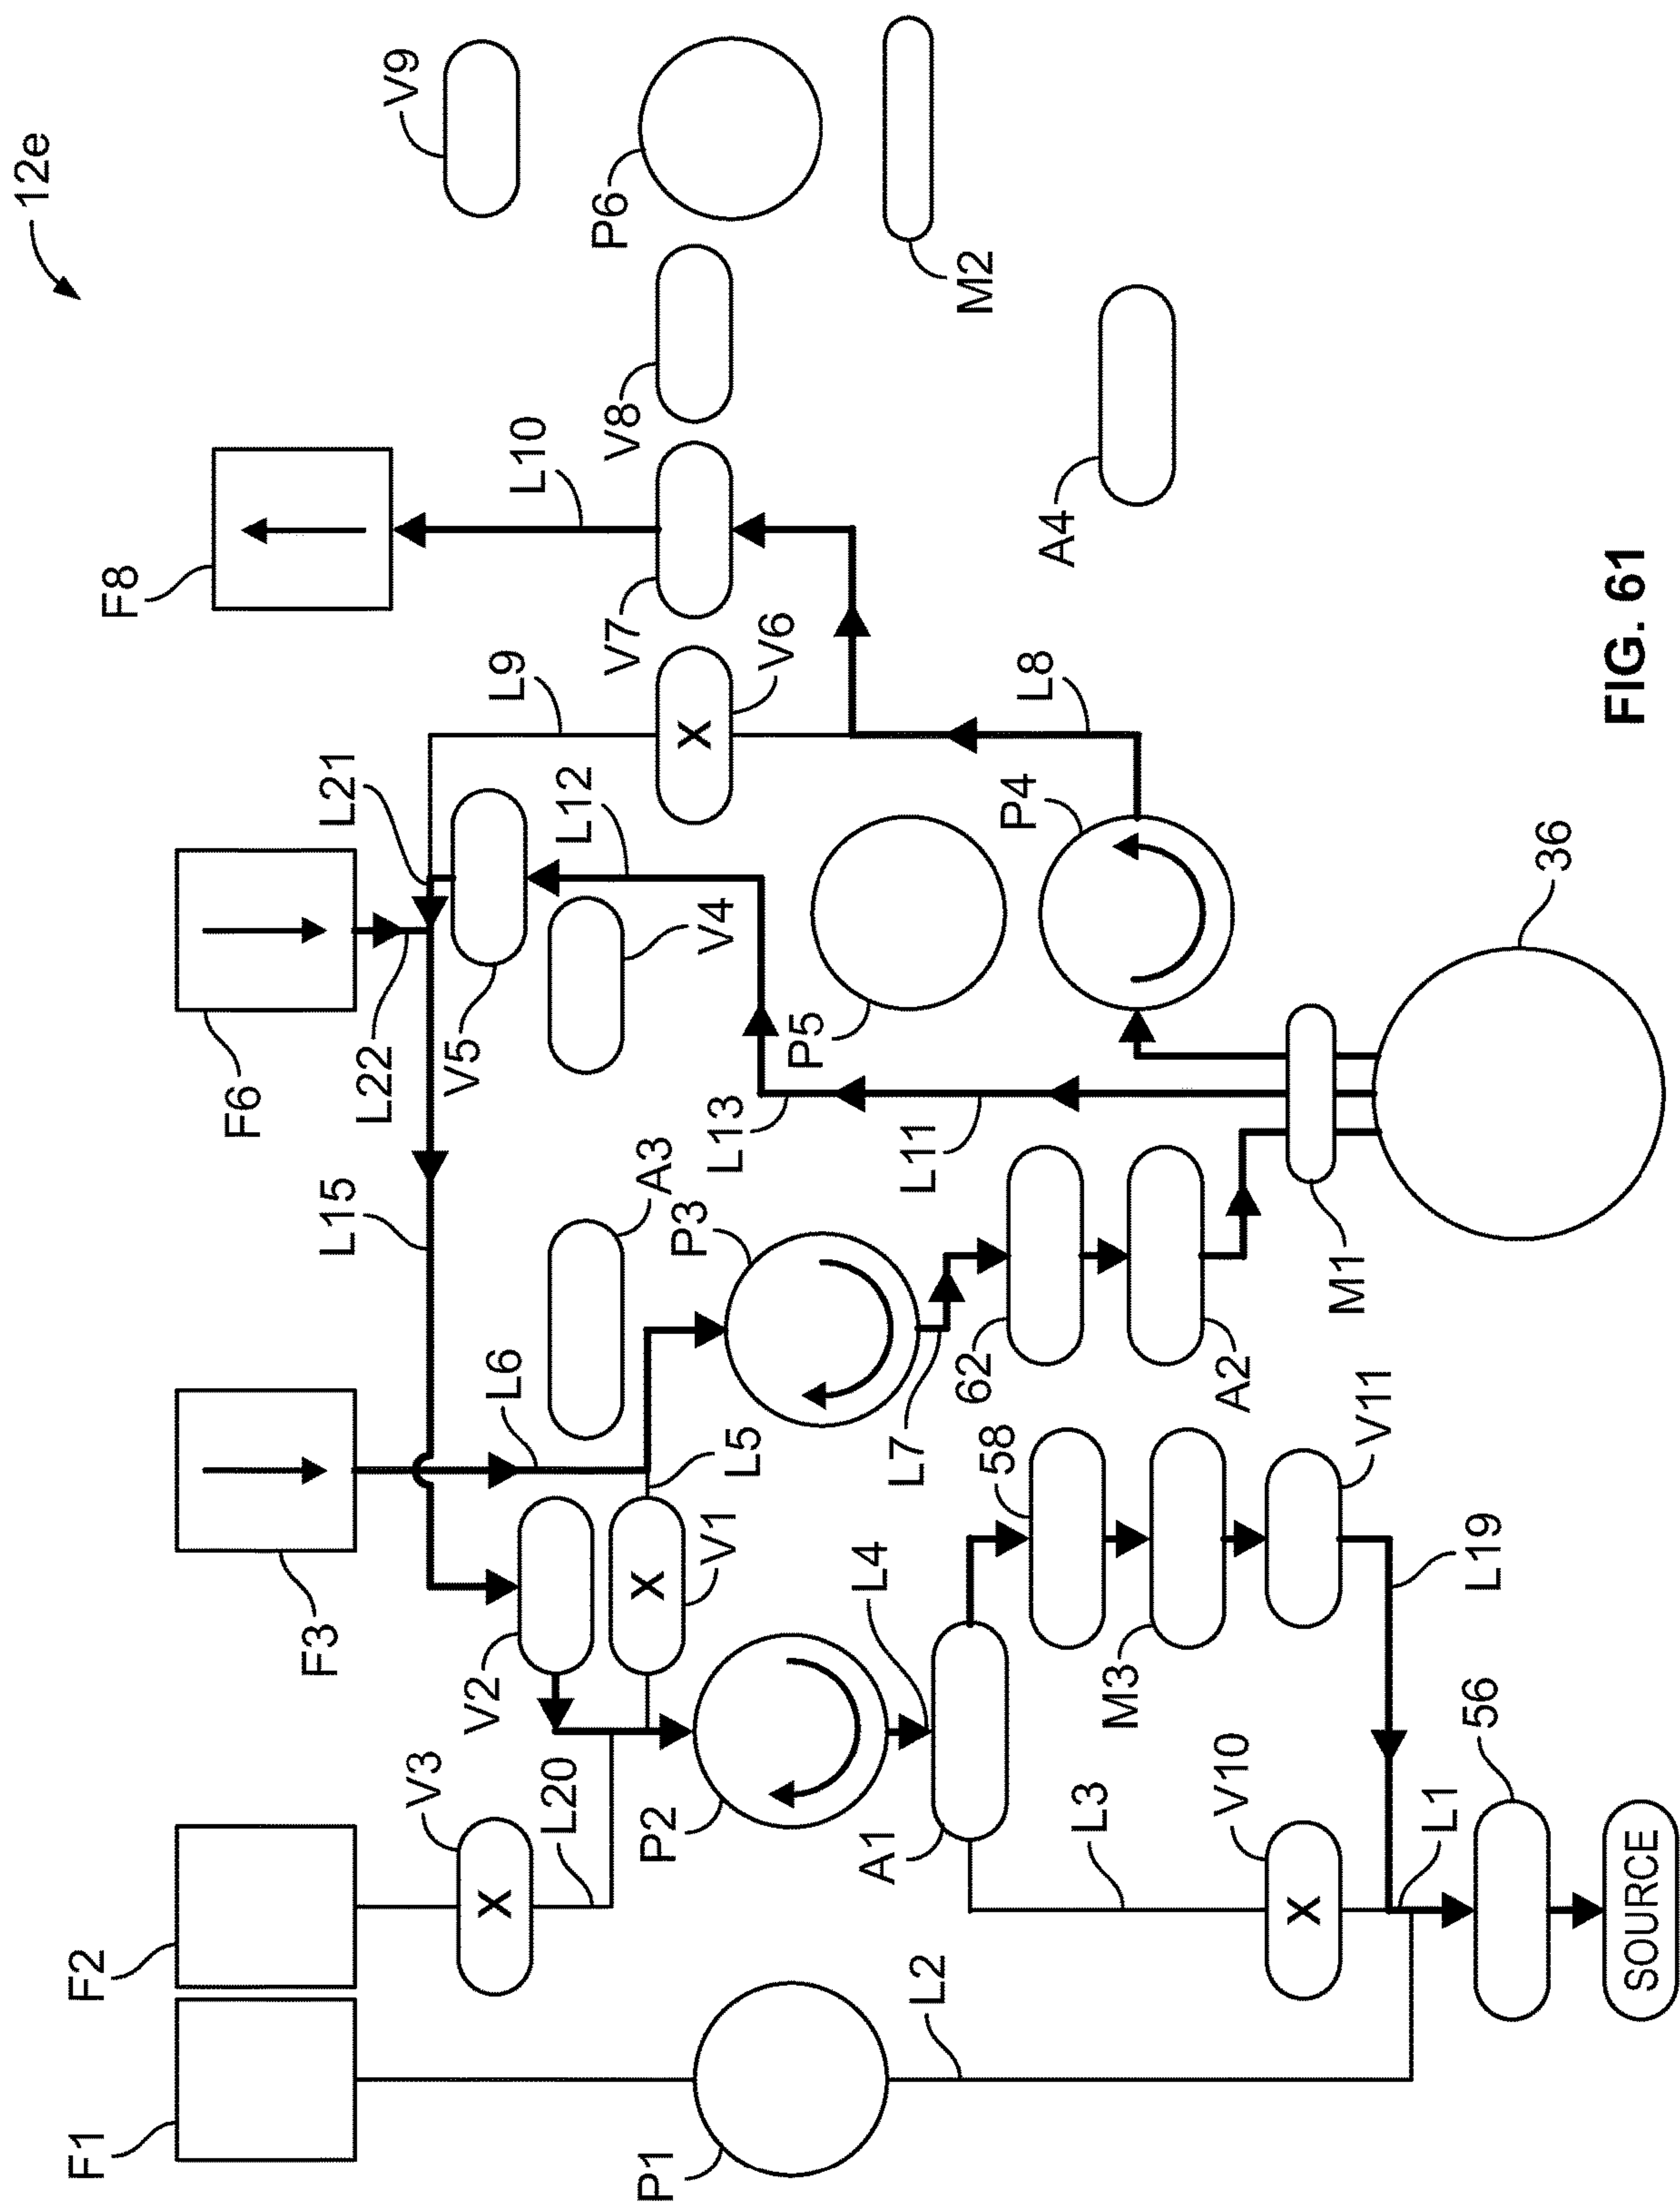 12e
F1
F2
F3
F6
F8
V9
V3
V2
L6
L15
L22
L21
L9
L10
V5
L20
V1
L5
A3
V4
L12
V6
V7
V8
P6
X
X
X
P1
P2
P3
L13
P5
P4
M2
L4
L7
L11
L8
A4
L2
A1
L3
58
62
A2
M3
V10
X
V11
M1
36
L1
L19
56
SOURCE
FIG. 61